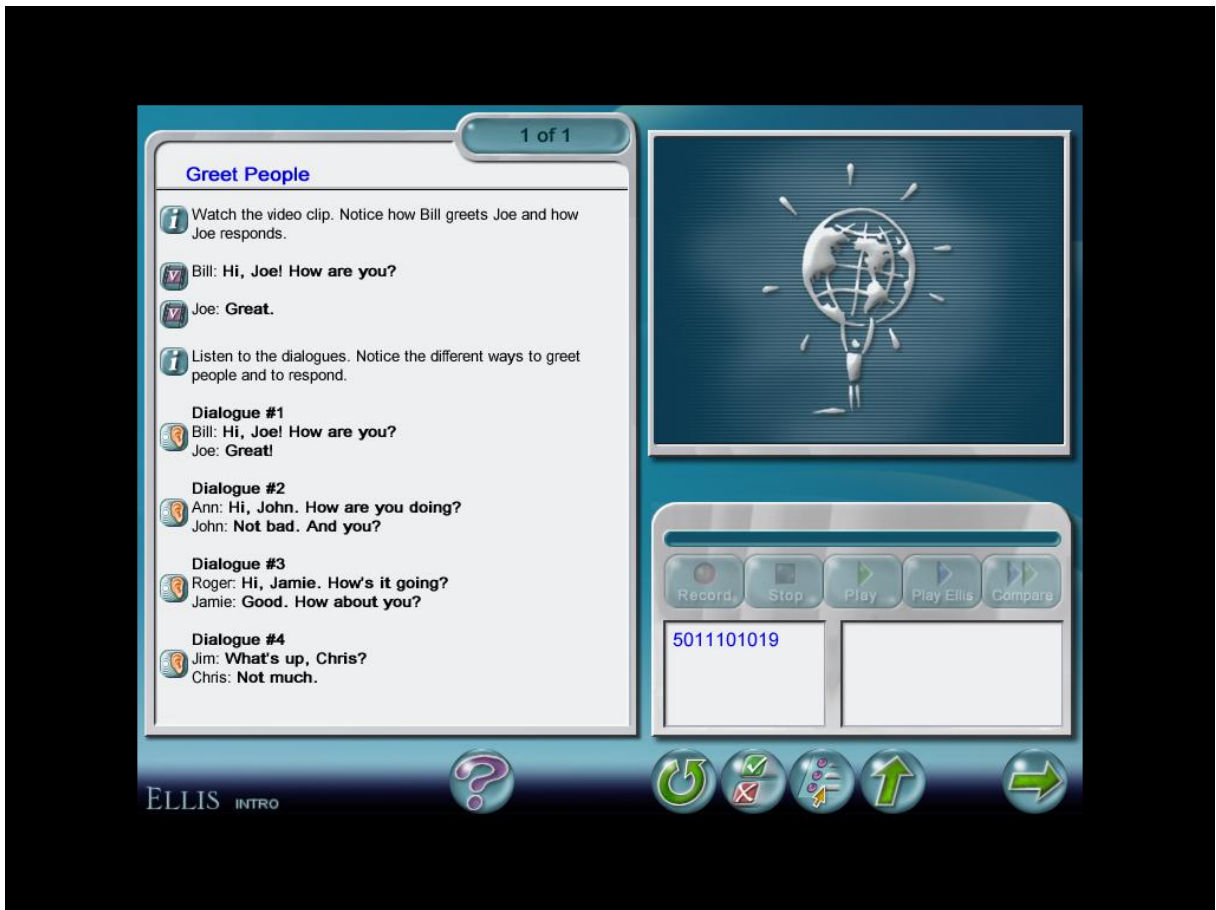 1 of 1
Greet People
Watch the video clip. Notice how Bill greets Joe and how
Joe responds.
Bill: Hi, Joe! How are you?
Joe: Great.
Listen to the dialogues. Notice the different ways to greet
people and to respond.
Dialogue #1
Bill: Hi, Joe! How are you?
Joe: Great!
Dialogue #2
Ann: Hi, John. How are you doing?
John: Not bad. And you?
Dialogue #3
Roger: Hi, Jamie. How's it going?
Jamie: Good. How about you?
Dialogue #4
Jim: What's up, Chris?
Chris: Not much.
Record Stop Play Play Ellis Compare
5011101019
ELLIS INTRO